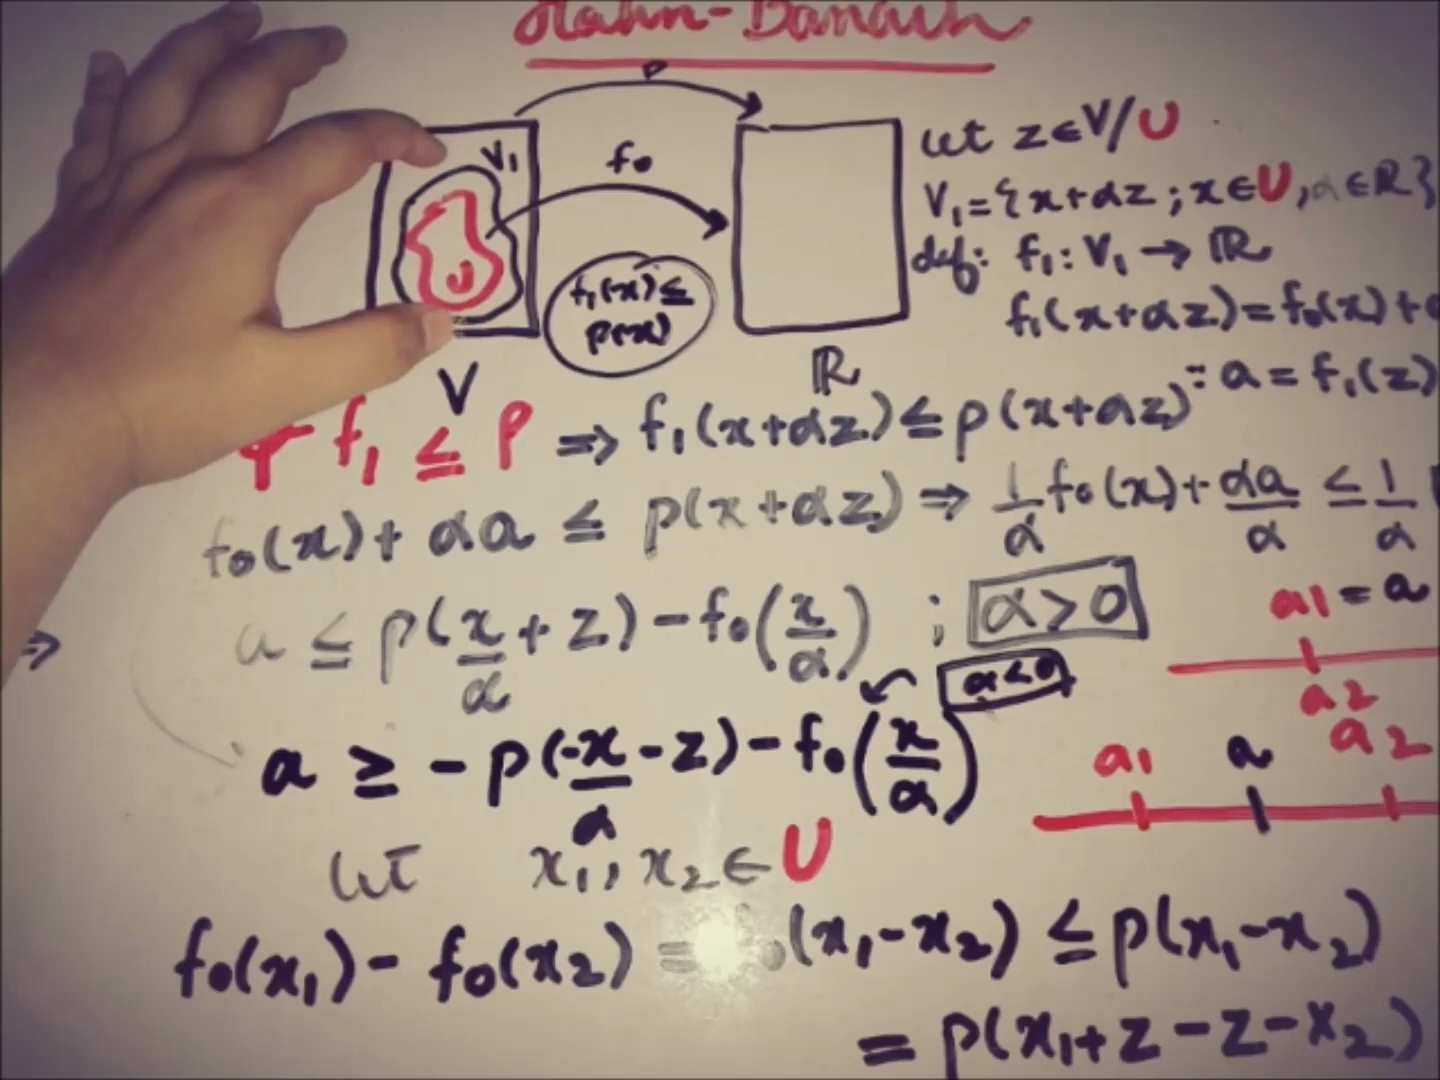 Hahn-Banach
P
V₁
f₀
U
f₁(x) ≤
p(x)
V
ℝ
let z ∈ V/U
V₁ = {x+αz ; x∈U, α∈ℝ}
def: f₁ : V₁ → ℝ
f₁(x+αz) = f₀(x)+
∵ a = f₁(z)
f₁ ≤ P ⇒ f₁(x+αz) ≤ p(x+αz)
f₀(x)+ αa ≤ p(x+αz) ⇒ 1/α f₀(x)+ αa/α ≤ 1/α
⇒ a ≤ p(x/α + z) - f₀(x/α) ; α > 0
a1 = a
a2
α<0
a ≥ - p(-x/α - z) - f₀(x/α)
a1 a a2
let x₁, x₂ ∈ U
f₀(x₁) - f₀(x₂) = (x₁-x₂) ≤ p(x₁-x₂)
= p(x₁+z-z-x₂)